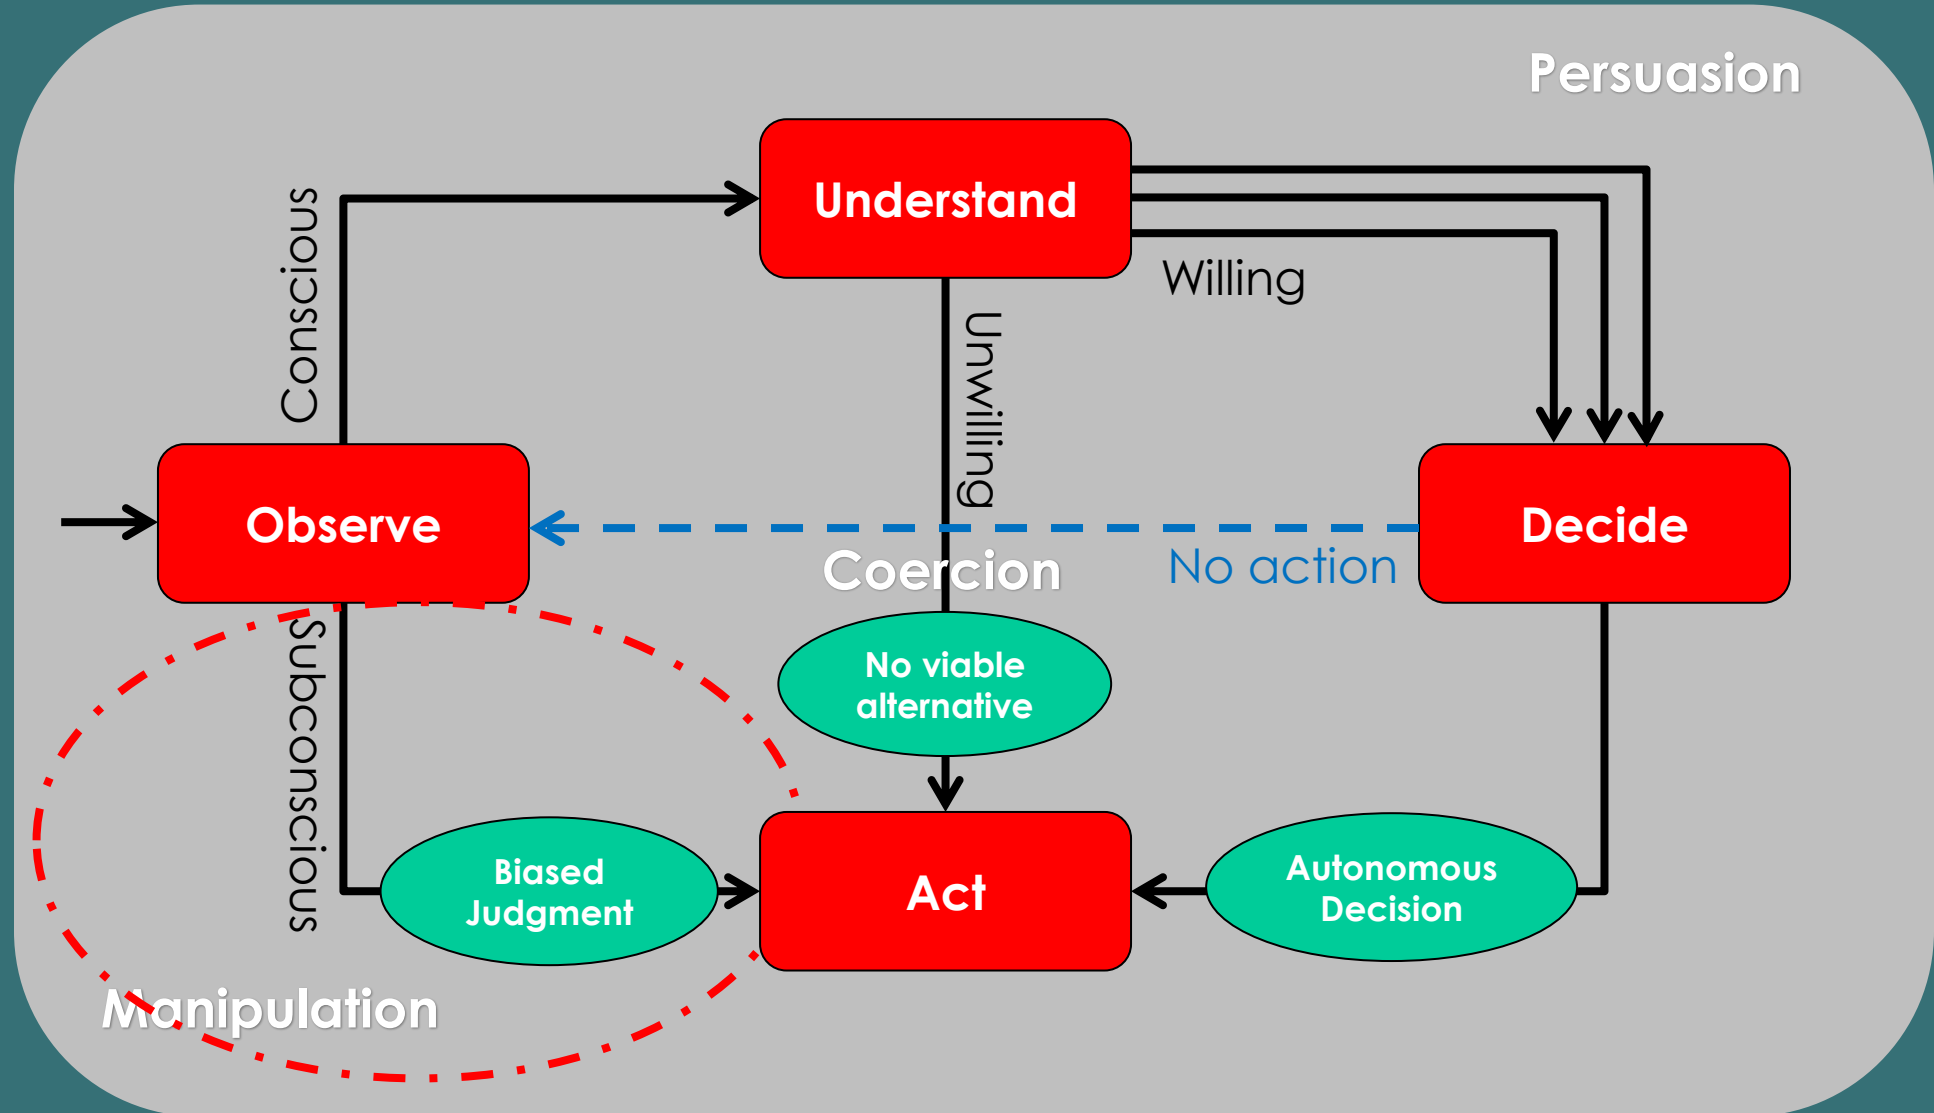 Persuasion
Understand
Conscious
Willing
Unwilling
Observe
Decide
Coercion
No action
Subconscious
No viable
alternative
Biased
Judgment
Act
Autonomous
Decision
Manipulation